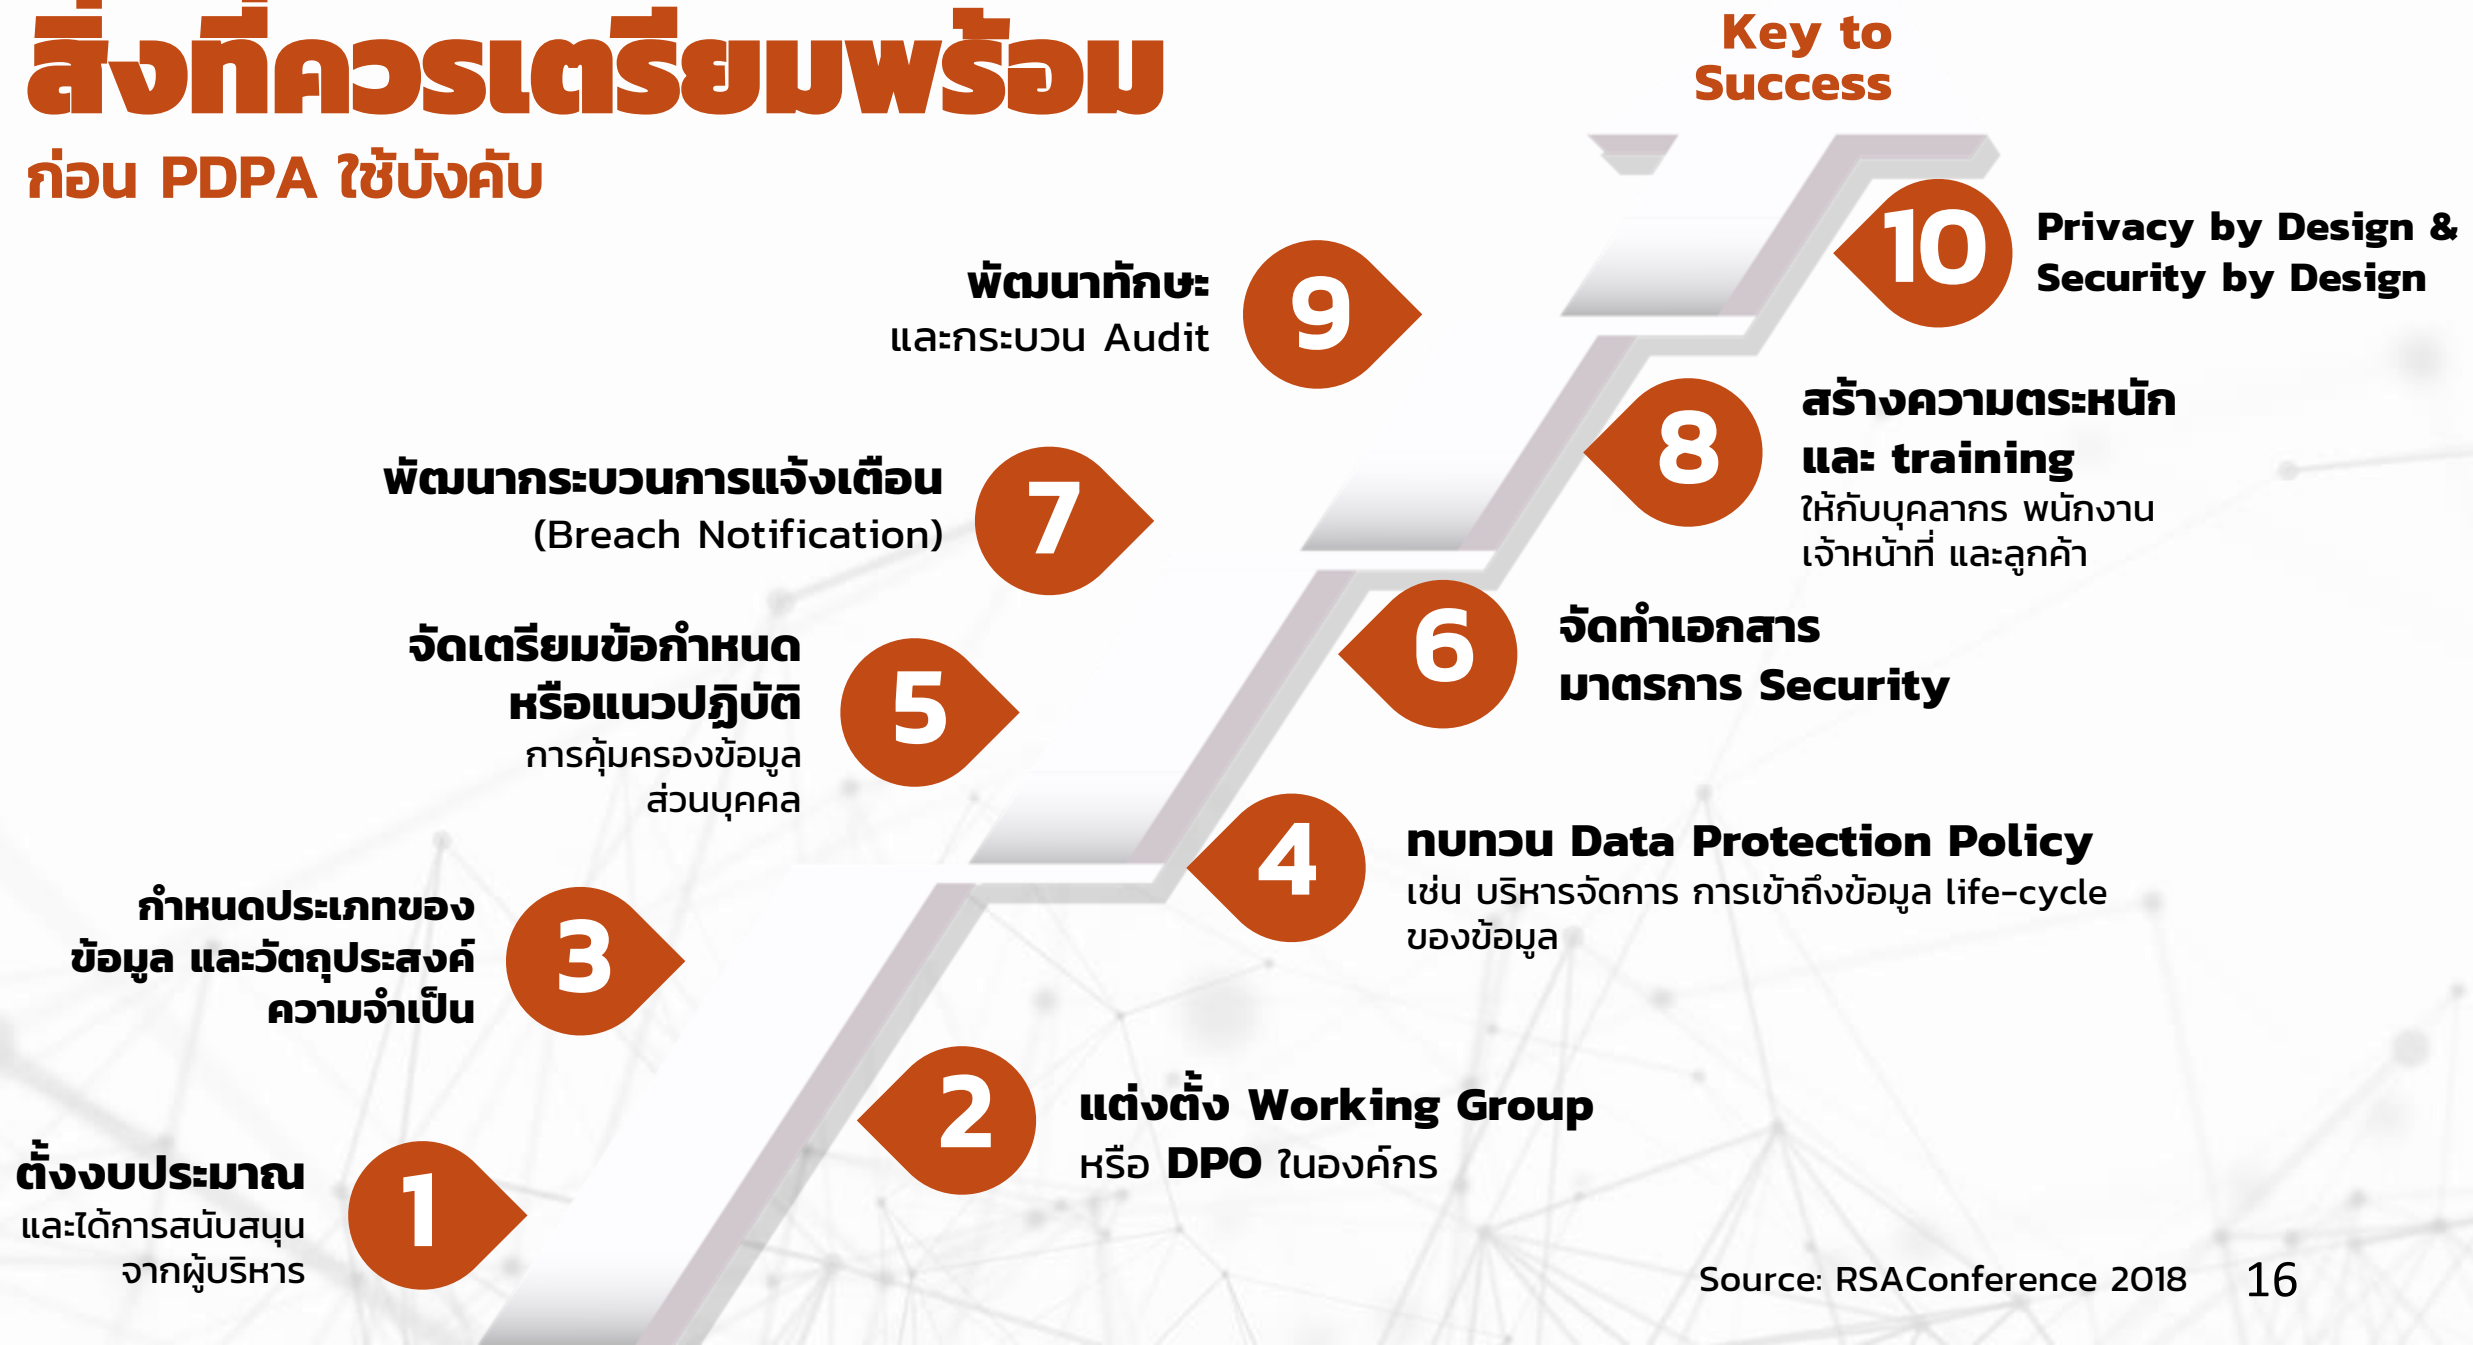 สิ่งที่ควรเตรียมพร้อม
ก่อน PDPA ใช้บังคับ
Key to
Success
1
ตั้งงบประมาณ
และได้การสนับสนุน
จากผู้บริหาร
2
แต่งตั้ง Working Group
หรือ DPO ในองค์กร
3
กำหนดประเภทของ
ข้อมูล และวัตถุประสงค์
ความจำเป็น
4
ทบทวน Data Protection Policy
เช่น บริหารจัดการ การเข้าถึงข้อมูล life-cycle
ของข้อมูล
5
จัดเตรียมข้อกำหนด
หรือแนวปฏิบัติ
การคุ้มครองข้อมูล
ส่วนบุคคล
6
จัดทำเอกสาร
มาตรการ Security
7
พัฒนากระบวนการแจ้งเตือน
(Breach Notification)
8
สร้างความตระหนัก
และ training
ให้กับบุคลากร พนักงาน
เจ้าหน้าที่ และลูกค้า
9
พัฒนาทักษะ
และกระบวน Audit
10
Privacy by Design &
Security by Design
Source: RSAConference 2018
16